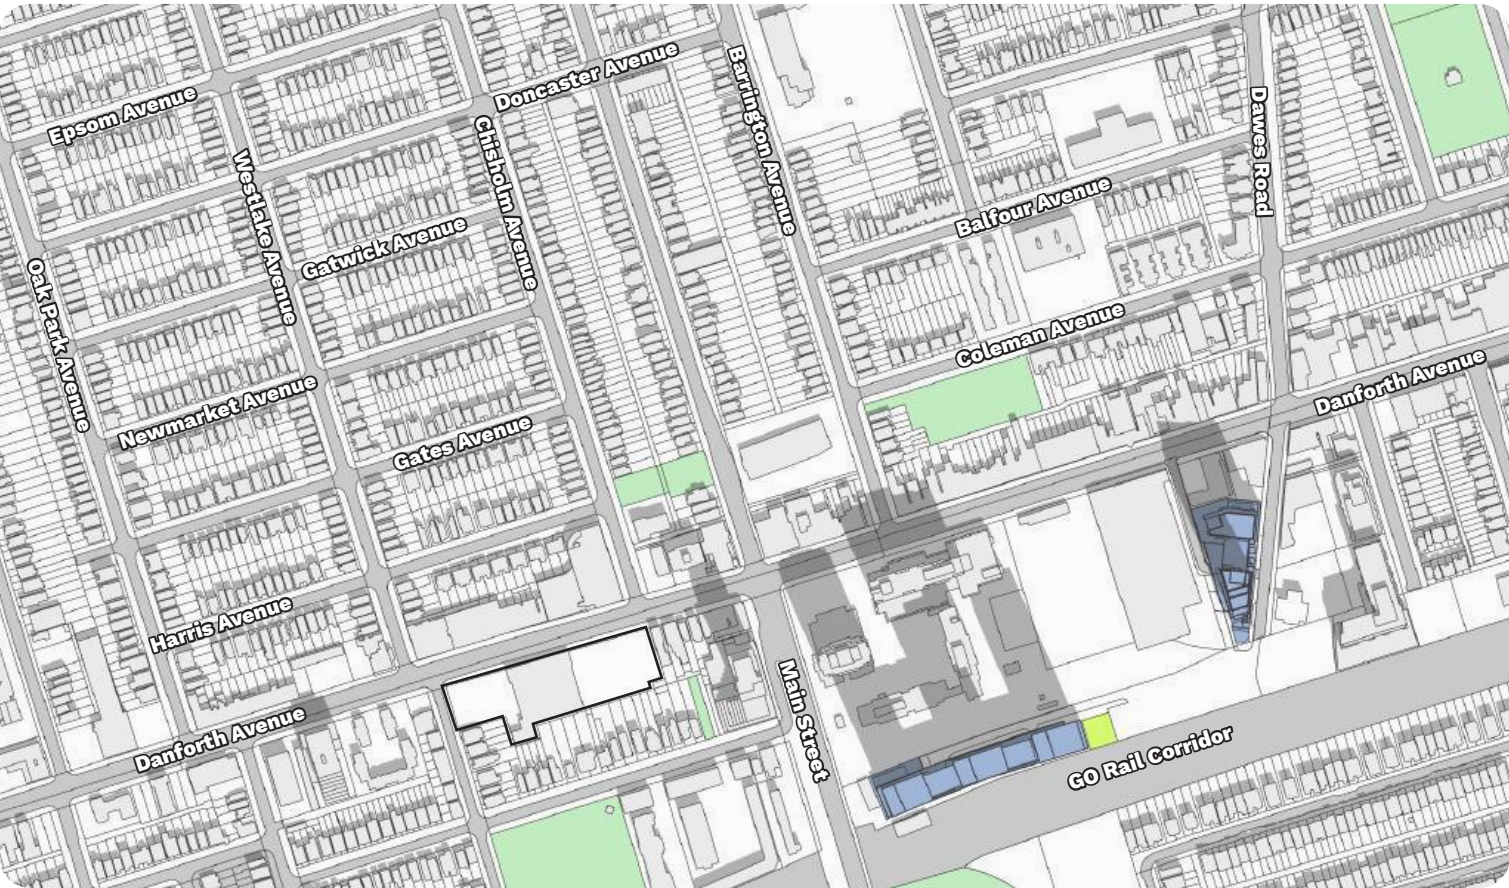 Epsom Avenue
Doncaster Avenue
Barrington Avenue
Dawes Road
Chisholm Avenue
Westlake Avenue
Balfour Avenue
Gatwick Avenue
Oak Park Avenue
Coleman Avenue
Danforth Avenue
Newmarket Avenue
Gates Avenue
Harris Avenue
Danforth Avenue
Main Street
GO Rail Corridor